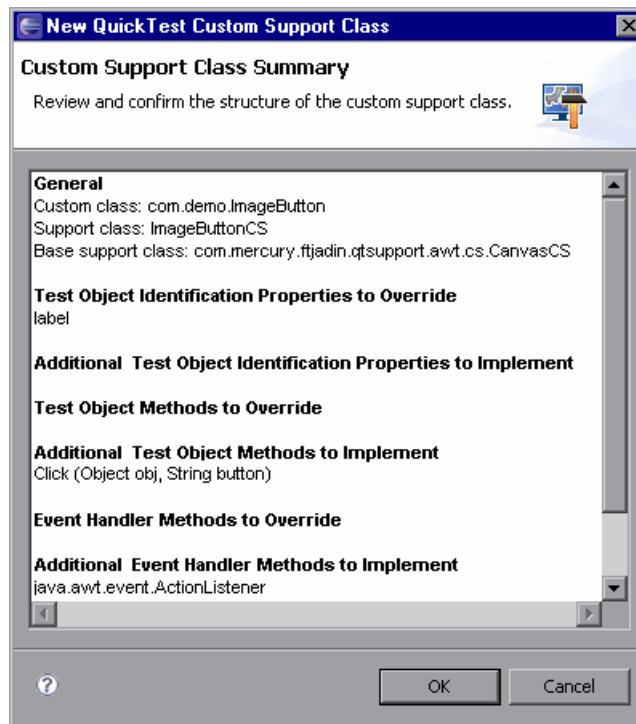 New QuickTest Custom Support Class
Custom Support Class Summary
Review and confirm the structure of the custom support class.
General
Custom class: com.demo.ImageButton
Support class: ImageButtonCS
Base support class: com.mercury.ftjadin.qtsupport.awt.cs.CanvasCS
Test Object Identification Properties to Override
label
Additional Test Object Identification Properties to Implement
Test Object Methods to Override
Additional Test Object Methods to Implement
Click (Object obj, String button)
Event Handler Methods to Override
Additional Event Handler Methods to Implement
java.awt.event.ActionListener
?
OK
Cancel